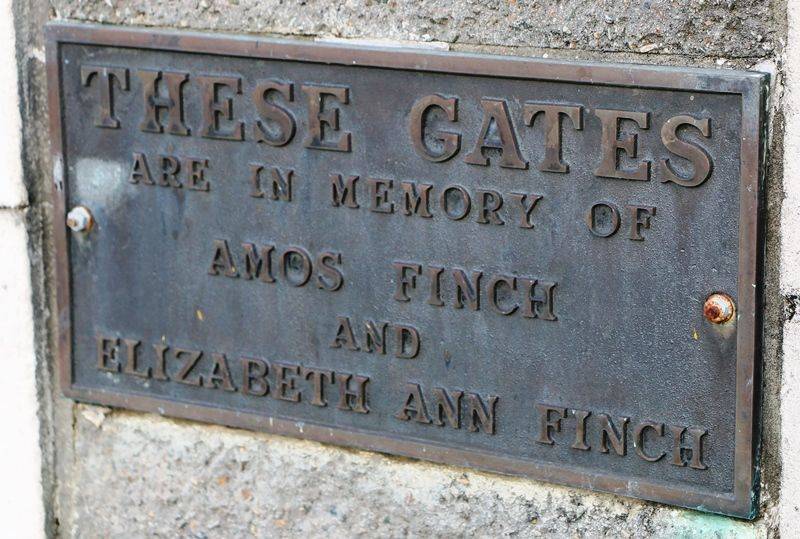 THESE GATES
ARE IN MEMORY OF
AMOS FINCH
AND
ELIZABETH ANN FINCH